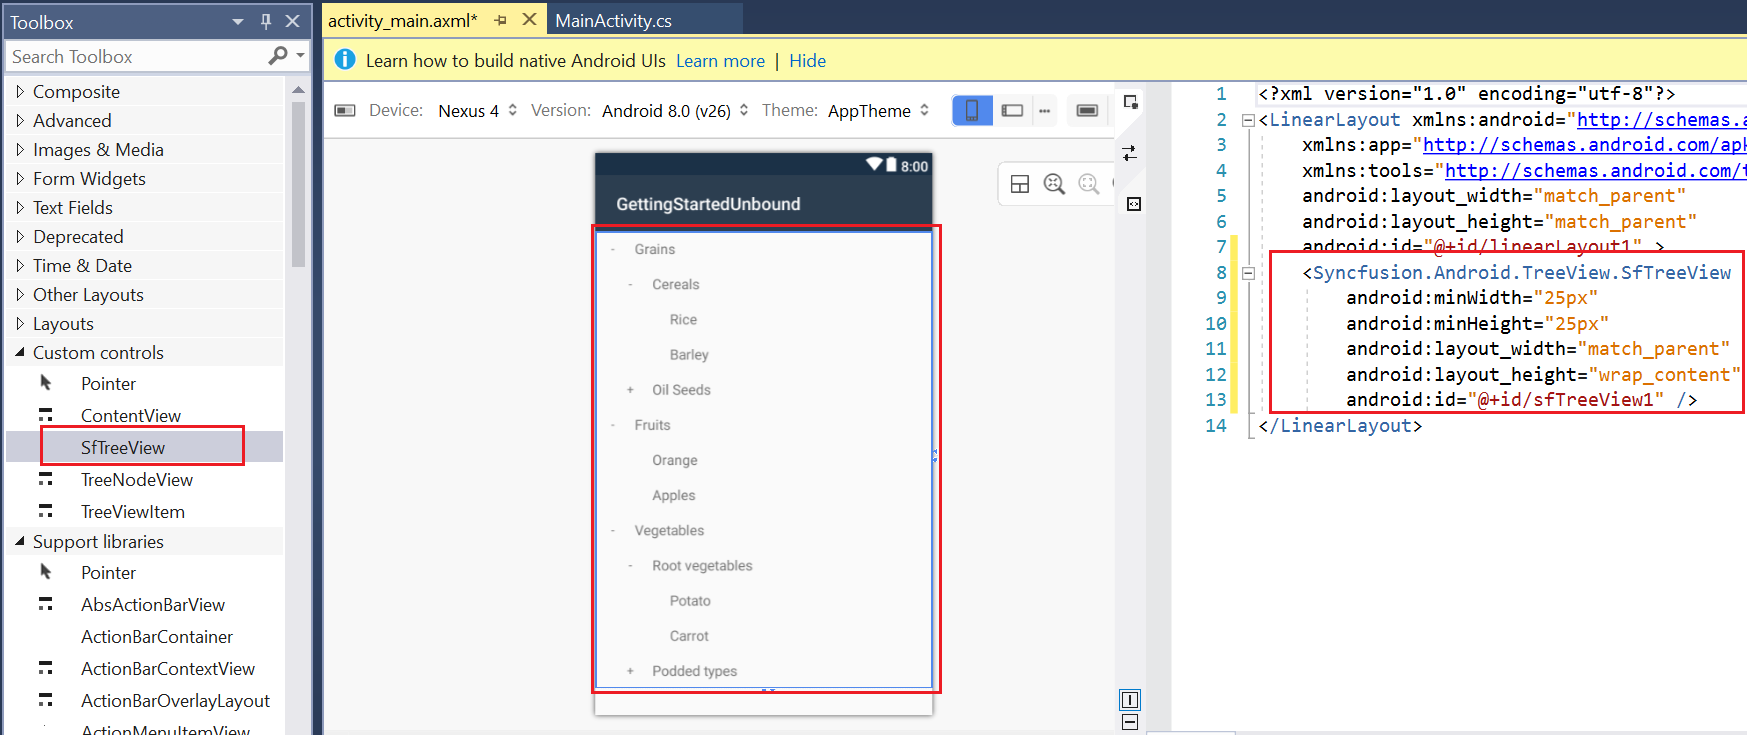 Toolbox
Search Toolbox
Composite
Advanced
Images & Media
Form Widgets
Text Fields
Deprecated
Time & Date
Other Layouts
Layouts
Custom controls
Pointer
ContentView
SfTreeView
TreeNodeView
TreeViewItem
Support libraries
Pointer
AbsActionBarView
ActionBarContainer
ActionBarContextView
ActionBarOverlayLayout
ActionMenuItemView
activity_main.axml* MainActivity.cs
Learn how to build native Android UIs Learn more | Hide
Device: Nexus 4 Version: Android 8.0 (v26) Theme: AppTheme
8:00
GettingStartedUnbound
- Grains
- Cereals
Rice
Barley
+ Oil Seeds
- Fruits
Orange
Apples
- Vegetables
- Root vegetables
Potato
Carrot
+ Podded types
1 <?xml version="1.0" encoding="utf-8"?>
2 <LinearLayout xmlns:android="http://schemas.a
3 xmlns:app="http://schemas.android.com/apk
4 xmlns:tools="http://schemas.android.com/t
5 android:layout_width="match_parent"
6 android:layout_height="match_parent"
7 android:id="@+id/linearLayout1" >
8 <Syncfusion.Android.TreeView.SfTreeView
9 android:minWidth="25px"
10 android:minHeight="25px"
11 android:layout_width="match_parent"
12 android:layout_height="wrap_content"
13 android:id="@+id/sfTreeView1" />
14 </LinearLayout>